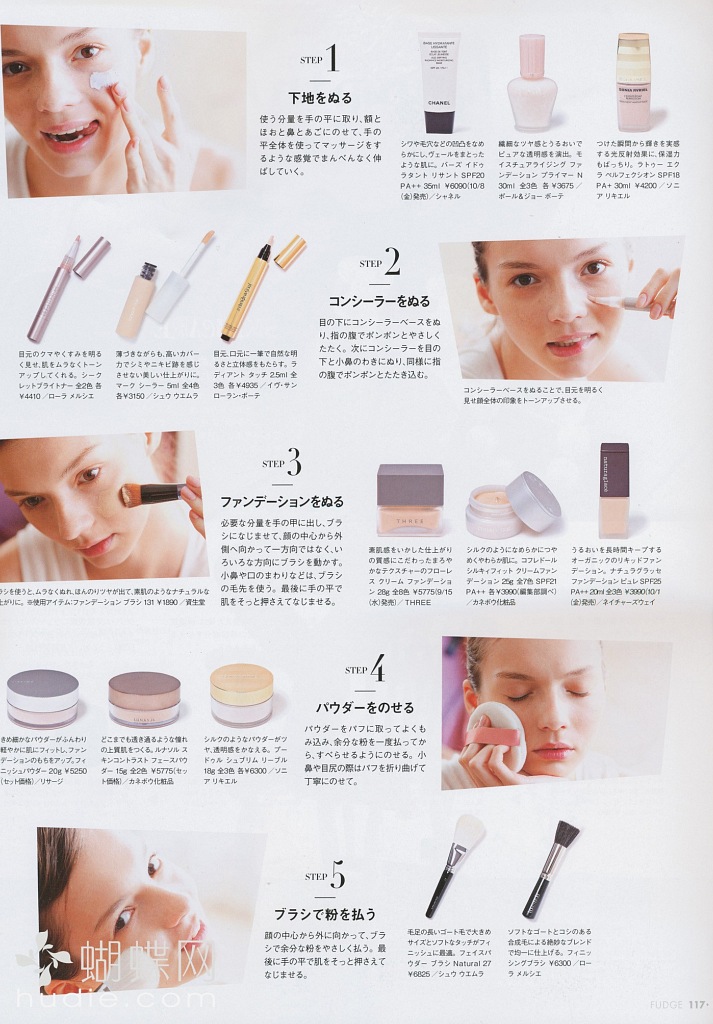 STEP 1
下地をぬる
使う分量を手の平に取り、額と
ほおと鼻とあごにのせて、手の
平全体を使ってマッサージをす
るような感覚でまんべんなく伸
ばしていく。
CHANEL
シワや毛穴などの凹凸をなめ
らかにし、ヴェールをまとった
ように肌に。バーズ イドゥ
ラタント リサント SPF20
PA++ 35ml ¥6090(10/8
(金)発売)/シャネル
繊細なツヤ感とうるおいで
ピュアな透明感を演出。モ
イスチュアライジング ファ
ンデーション プライマー N
30ml 全3色 各¥3675/
ポール&ジョー ボーテ
つけた瞬間から輝きを実感
する光反射効果に、保湿力
もばっちり。ラトゥー エク
ラ ペルフェクシオン SPF18
PA+ 30ml ¥4200/ソニ
ア リキエル
目元のクマやくすみを明る
く見せ、肌をムラなくトーン
アップしてくれる。シーク
レットブライトナー 全2色 各
¥4410/ローラ メルシエ
薄づきながらも、高いカバー
力でシミやニキビ跡を感じ
させない美しい仕上がりに。
マーク シーラー 5ml 全4色
各¥3150/シュウ ウエムラ
目元、口元に一筆で自然な明
るさと立体感をもたらす。ラ
ディアント タッチ 2.5ml 全
3色 各¥4935/イヴ・サン
ローラン・ボーテ
STEP 2
コンシーラーをぬる
目の下にコンシーラーベースをぬ
り、指の腹でポンポンとやさしく
たたく。次にコンシーラーを目の
下と小鼻のわきにぬり、同様に指
の腹でポンポンとたたき込む。
コンシーラーベースをぬることで、目元を明るく
見せ顔全体の印象をトーンアップさせる。
STEP 3
ファンデーションをぬる
必要な分量を手の甲に出し、ブラ
シになじませて、顔の中心から外
側へ向かって一方向ではなく、い
ろいろな方向にブラシを動かす。
小鼻や口のまわりなどは、ブラシ
の毛先を使う。最後に手の平で
肌をそっと押さえてなじませる。
ラシを使うと、ムラなくぬれ、ほんのりツヤが出て、素肌のようなナチュラルな
上がりに。※使用アイテム:ファンデーション ブラシ 131 ¥1890/資生堂
THREE
素肌感をいかした仕上がり
の質感にこだわったまろや
かなテクスチャーのフローレ
ス クリーム ファンデーショ
ン 28g 全8色 ¥5775(9/15
(水)発売)/THREE
シルクのようになめらかにつや
めくやわらか肌に。コフレドール
シルキィフィット クリームファン
デーション 25g 全7色 SPF21
PA++ 各¥3990(編集部調べ)
/カネボウ化粧品
うるおいを長時間キープする
オーガニックのリキッドファン
デーション。ナチュラグラッセ
ファンデーション ピュレ SPF25
PA++ 20ml 全3色 ¥3990(10/1
(金)発売)/ネイチャーズウェイ
きめ細かなパウダーがふんわり
軽やかに肌にフィットし、ファン
デーションのもちをアップ。フィ
ニッシュパウダー 20g ¥5250
(セット価格)/リサージ
どこまでも透き通るような憧れ
の上質肌をつくる。ルナソル ス
キンコントラスト フェースパウ
ダー 15g 全2色 ¥5775(セッ
ト価格)/カネボウ化粧品
シルクのようなパウダーがツ
ヤ、透明感をかなえる。プー
ドゥル シュブリム リーブル
18g 全3色 各¥6300/ソニ
ア リキエル
STEP 4
パウダーをのせる
パウダーをパフに取ってよくも
み込み、余分な粉を一度払ってか
ら、すべらせるようにのせる。小
鼻や目尻の際はパフを折り曲げて
丁寧にのせて。
STEP 5
ブラシで粉を払う
顔の中心から外に向かって、ブラ
シで余分な粉をやさしく払う。最
後に手の平で肌をそっと押さえて
なじませる。
毛足の長いゴート毛で大きめ
サイズとソフトなタッチがフィ
ニッシュに最適。フェイスパ
ウダー ブラシ Natural 27
¥6825/シュウ ウエムラ
ソフトなゴートとコシのある
合成毛による絶妙なブレンド
で均一に仕上げる。フィニッ
シングブラシ ¥6300/ロー
ラ メルシエ
蝴蝶网
hudie.com
FUDGE 117